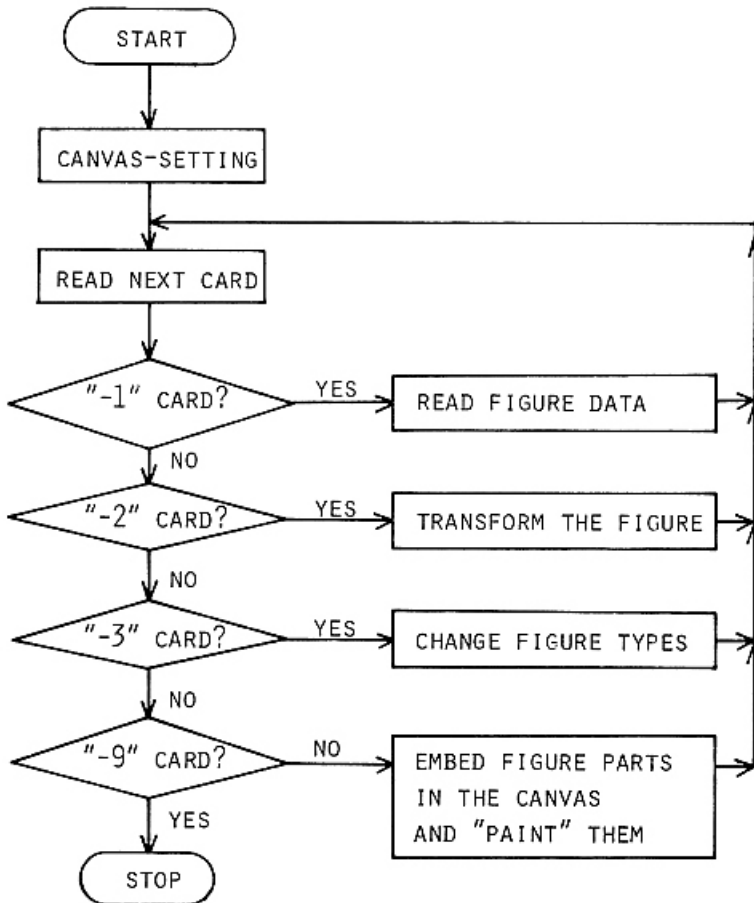 START
CANVAS-SETTING
READ NEXT CARD
"-1" CARD?
YES
READ FIGURE DATA
NO
"-2" CARD?
YES
TRANSFORM THE FIGURE
NO
"-3" CARD?
YES
CHANGE FIGURE TYPES
NO
"-9" CARD?
NO
EMBED FIGURE PARTS
IN THE CANVAS
AND "PAINT" THEM
YES
STOP